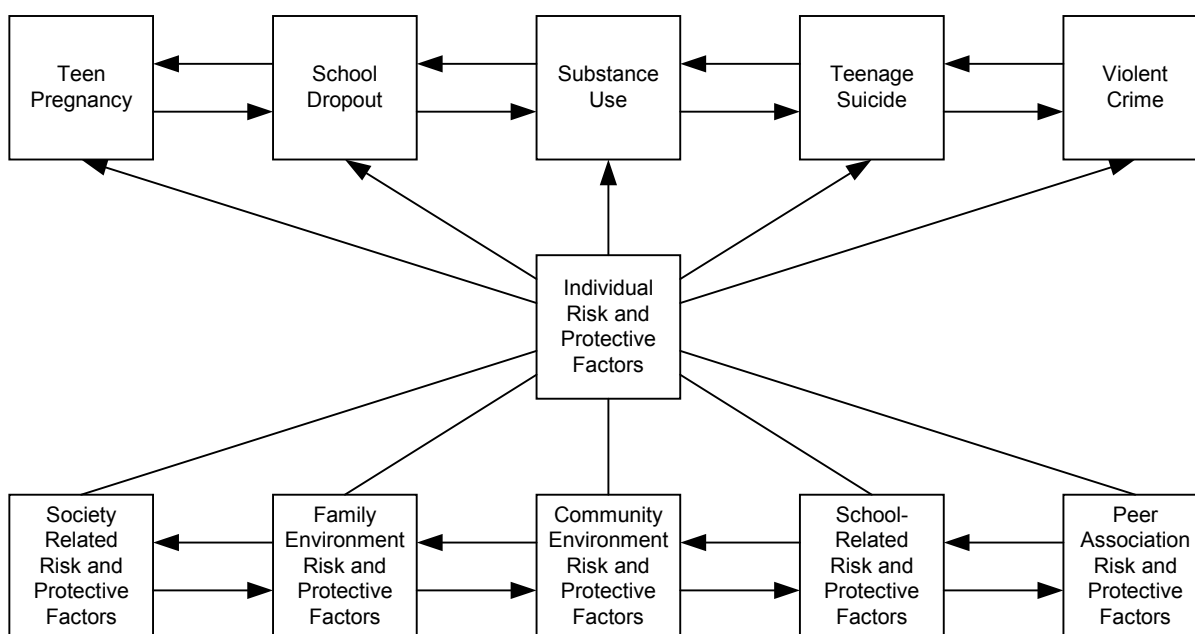 Teen
Pregnancy
School
Dropout
Substance
Use
Teenage
Suicide
Violent
Crime
Individual
Risk and
Protective
Factors
Society
Related
Risk and
Protective
Factors
Family
Environment
Risk and
Protective
Factors
Community
Environment
Risk and
Protective
Factors
School-
Related
Risk and
Protective
Factors
Peer
Association
Risk and
Protective
Factors